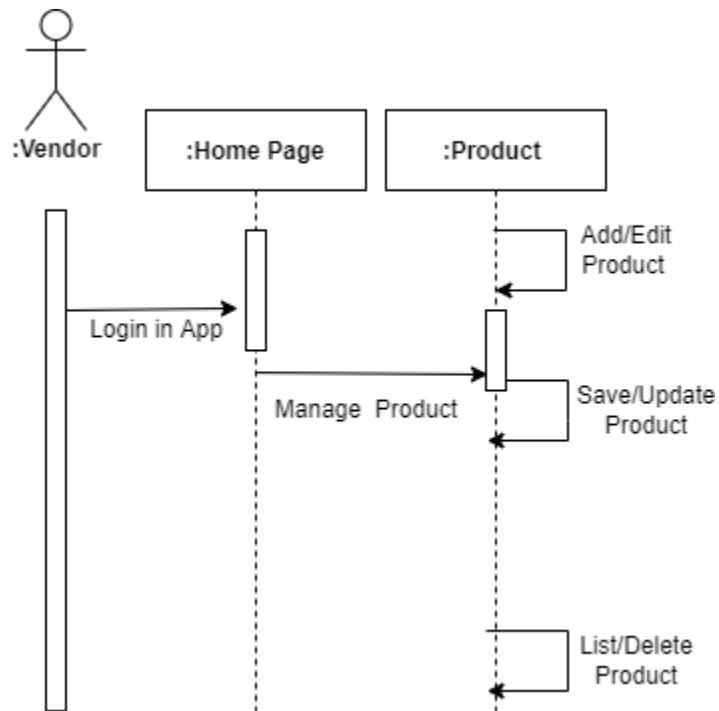 :Vendor
:Home Page
:Product
Add/Edit
Product
Login in App
Manage  Product
Save/Update
Product
List/Delete
Product